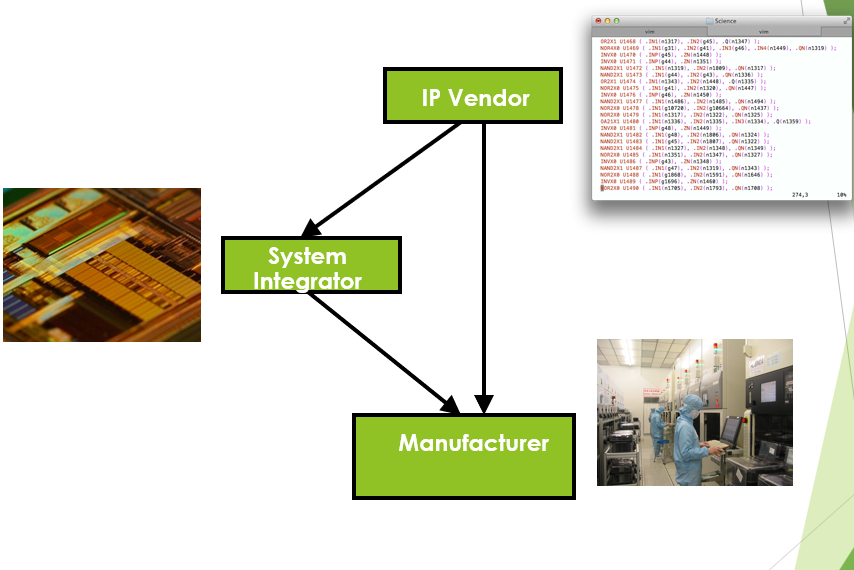 Science
vim
vim
OR2X1 U1468 ( .IN1(n1317), .IN2(g45), .Q(n1347) );
NOR4X0 U1469 ( .IN1(g31), .IN2(g41), .IN3(g46), .IN4(n1449), .QN(n1319) );
INVX0 U1470 ( .INP(g45), .ZN(n1448) );
INVX0 U1471 ( .INP(g44), .ZN(n1351) );
NAND2X1 U1472 ( .IN1(n1319), .IN2(n1809), .QN(n1317) );
NAND2X1 U1473 ( .IN1(g44), .IN2(g43), .QN(n1336) );
OR2X1 U1474 ( .IN1(n1343), .IN2(n1448), .Q(n1335) );
NOR2X0 U1475 ( .IN1(g41), .IN2(n1320), .QN(n1447) );
INVX0 U1476 ( .INP(g46), .ZN(n1450) );
NAND2X1 U1477 ( .IN1(n1486), .IN2(n1485), .QN(n1494) );
NOR2X0 U1478 ( .IN1(g10720), .IN2(g10664), .QN(n1437) );
NOR2X0 U1479 ( .IN1(n1317), .IN2(n1322), .QN(n1325) );
OA21X1 U1480 ( .IN1(n1336), .IN2(n1335), .IN3(n1334), .Q(n1359) );
INVX0 U1481 ( .INP(g48), .ZN(n1449) );
NAND2X1 U1482 ( .IN1(g48), .IN2(n1806), .QN(n1324) );
NAND2X1 U1483 ( .IN1(g45), .IN2(n1807), .QN(n1322) );
NAND2X1 U1484 ( .IN1(n1327), .IN2(n1348), .QN(n1349) );
NOR2X0 U1485 ( .IN1(n1351), .IN2(n1347), .QN(n1327) );
INVX0 U1486 ( .INP(g43), .ZN(n1348) );
NAND2X1 U1487 ( .IN1(g47), .IN2(n1319), .QN(n1343) );
NOR2X0 U1488 ( .IN1(g1868), .IN2(n1591), .QN(n1646) );
INVX0 U1489 ( .INP(g1696), .ZN(n1460) );
NOR2X0 U1490 ( .IN1(n1705), .IN2(n1793), .QN(n1708) );
274,3 10%
IP Vendor
System
Integrator
Manufacturer